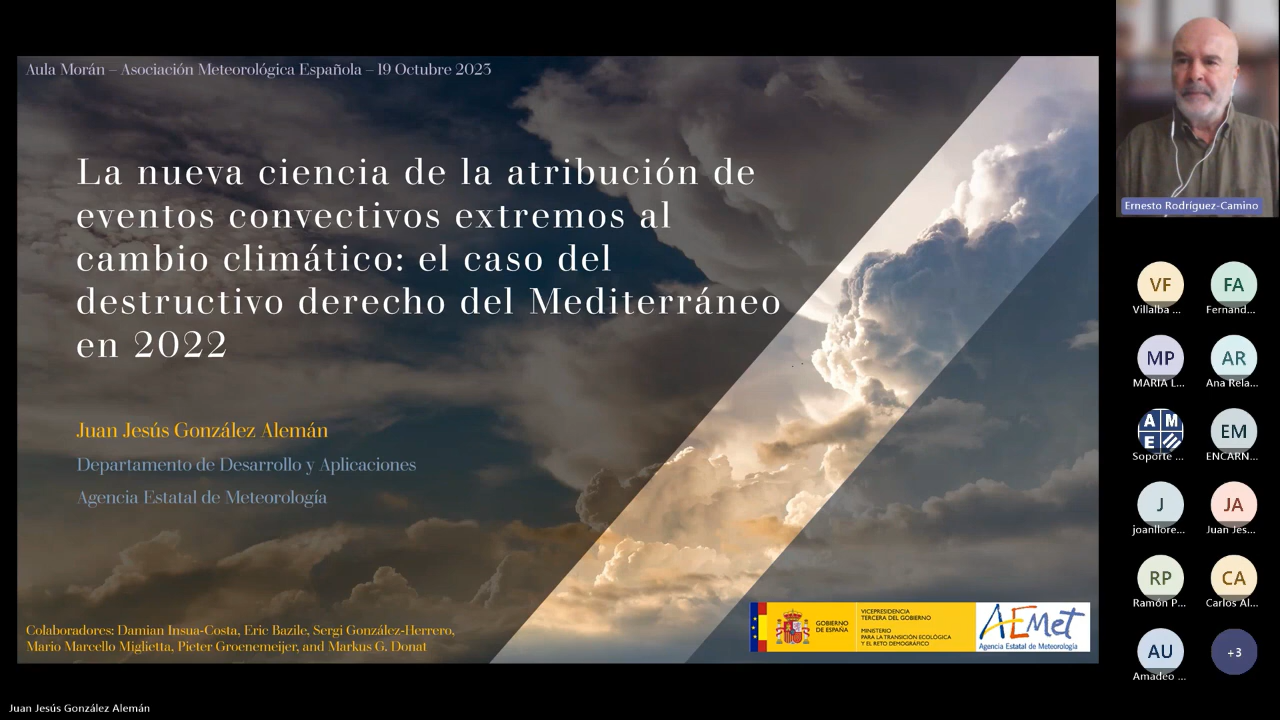 Aula Morán – Asociación Meteorológica Española – 19 Octubre 2023
La nueva ciencia de la atribución de
eventos convectivos extremos al
cambio climático: el caso del
destructivo derecho del Mediterráneo
en 2022
Juan Jesús González Alemán
Departamento de Desarrollo y Aplicaciones
Agencia Estatal de Meteorología
Colaboradores: Damian Insua-Costa, Eric Bazile, Sergi González-Herrero,
Mario Marcello Miglietta, Pieter Groenemeijer, and Markus G. Donat
GOBIERNO
DE ESPAÑA
VICEPRESIDENCIA
TERCERA DEL GOBIERNO
MINISTERIO
PARA LA TRANSICIÓN ECOLÓGICA
Y EL RETO DEMOGRÁFICO
AEMet
Agencia Estatal de Meteorología
Juan Jesús González Alemán
Ernesto Rodríguez-Camino
VF
Villalba ...
FA
Fernand...
MP
MARIA L...
AR
Ana Rela...
A M
E
Soporte ...
EM
ENCARN...
J
joanllore...
JA
Juan Jes...
RP
Ramón P...
CA
Carlos Al...
AU
Amadeo ...
+3